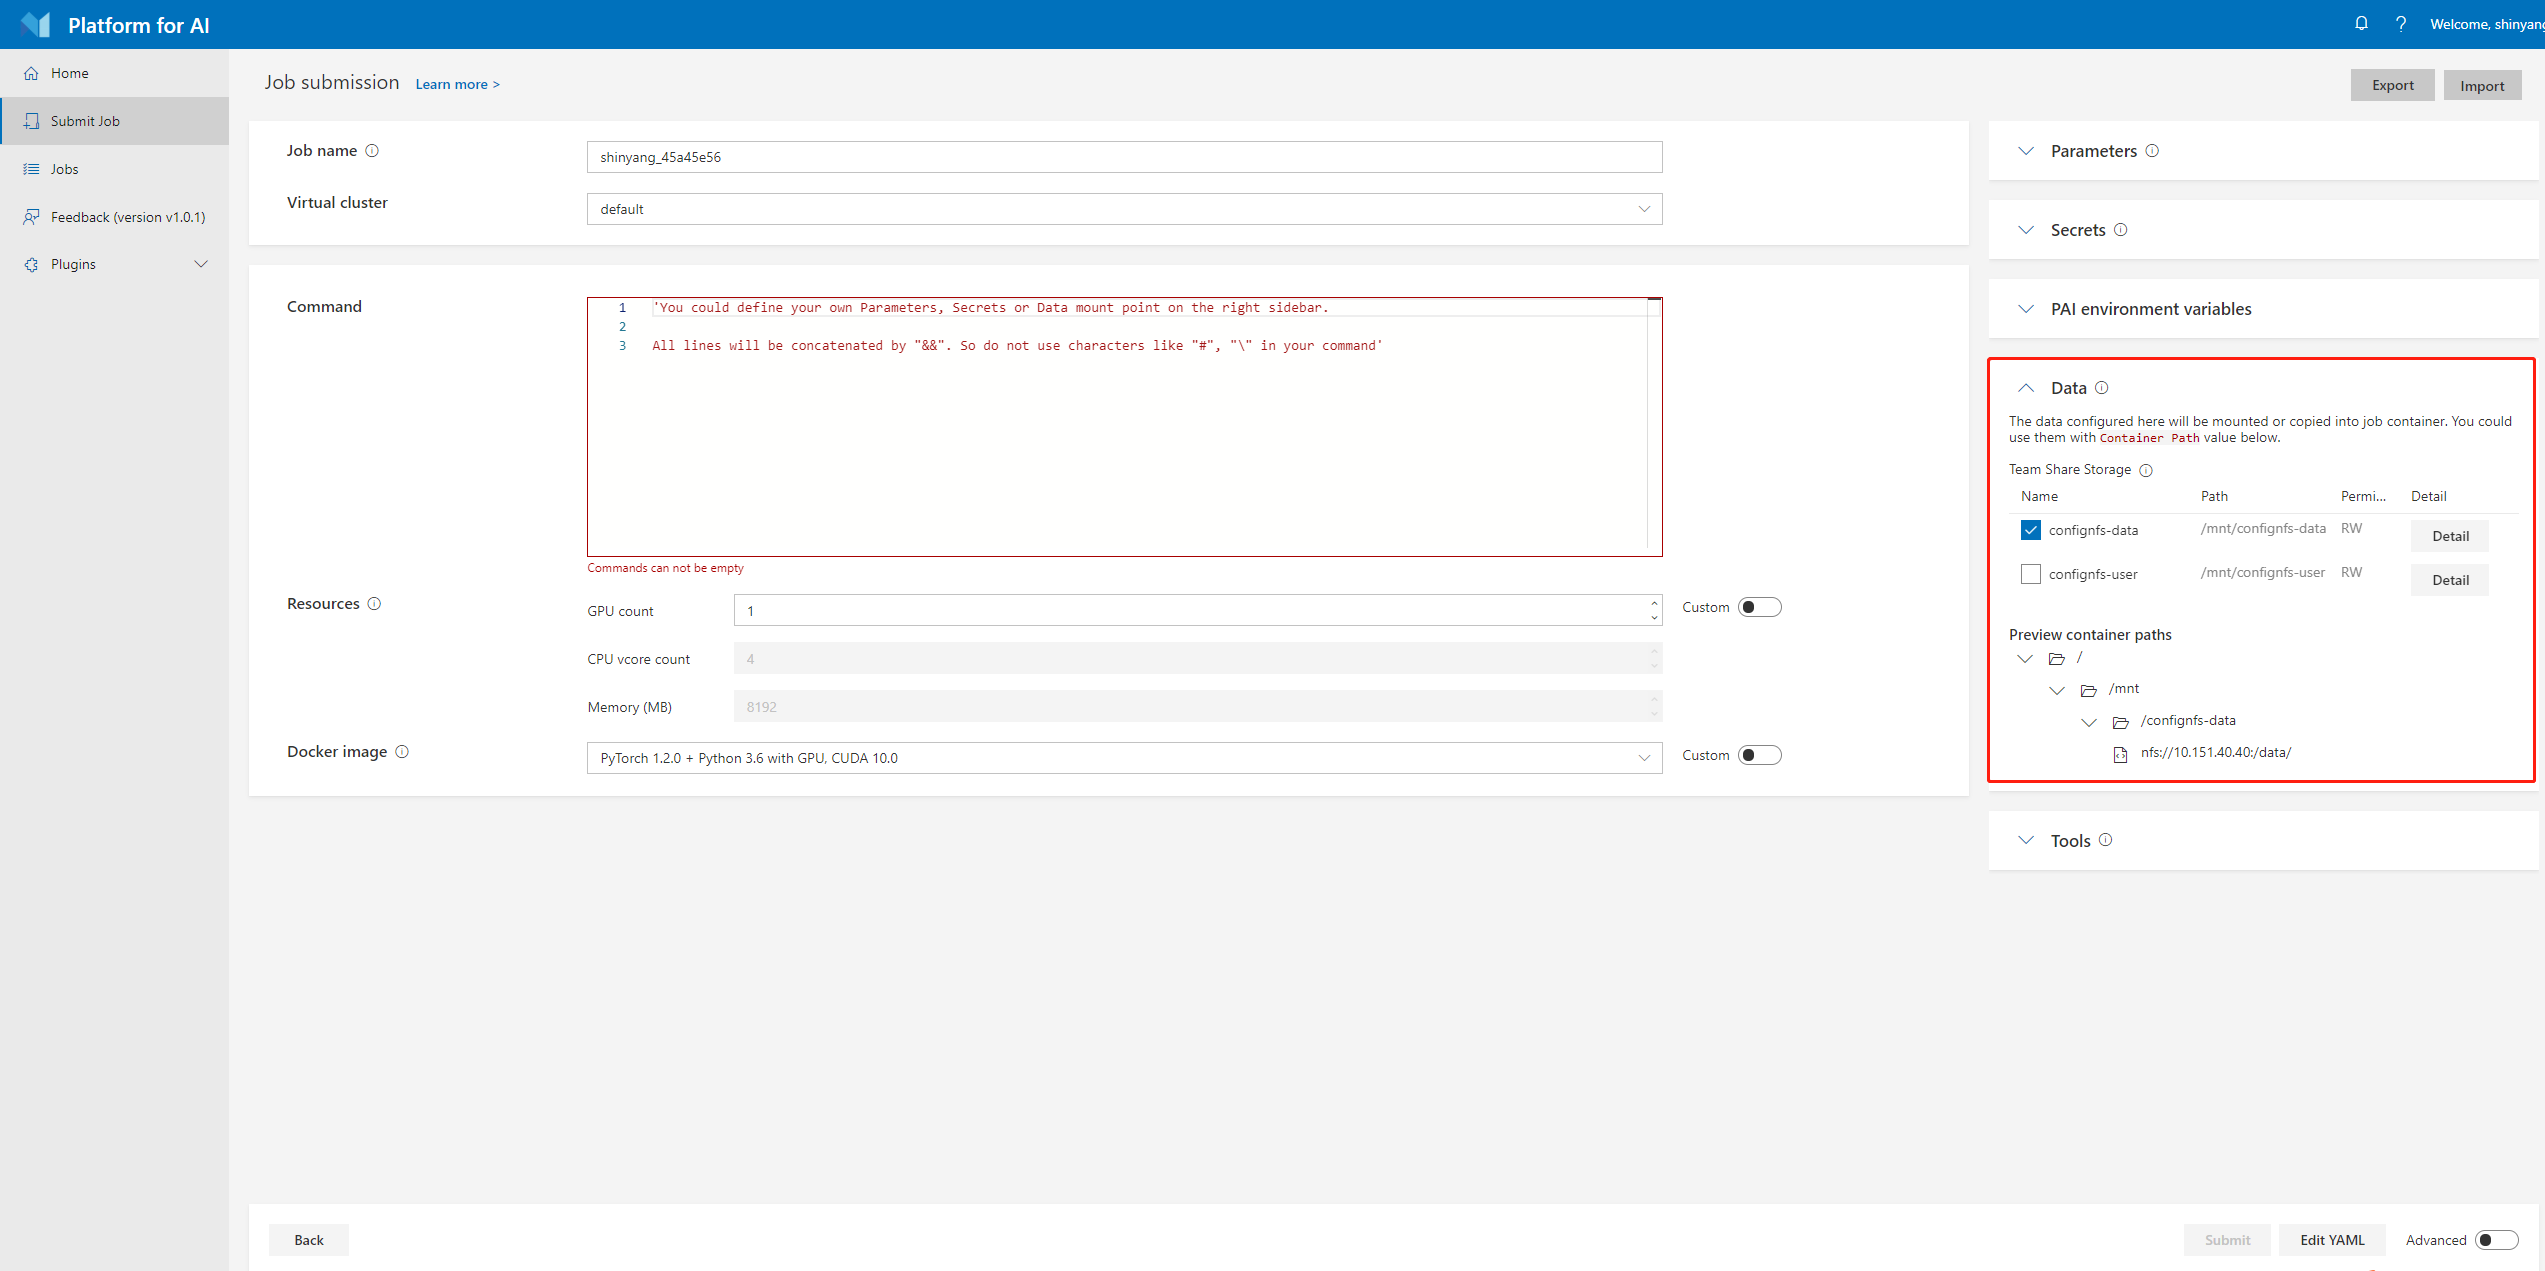 Platform for AI
Welcome, shinyang
Home
Submit Job
Jobs
Feedback (version v1.0.1)
Plugins
Job submission Learn more >
Export Import
Job name
shinyang_45a45e56
Virtual cluster
default
Command
1 'You could define your own Parameters, Secrets or Data mount point on the right sidebar.
2
3 All lines will be concatenated by "&&". So do not use characters like "#", "\" in your command'
Commands can not be empty
Resources
GPU count 1 Custom
CPU vcore count 4
Memory (MB) 8192
Docker image
PyTorch 1.2.0 + Python 3.6 with GPU, CUDA 10.0 Custom
Parameters
Secrets
PAI environment variables
Data
The data configured here will be mounted or copied into job container. You could
use them with Container Path value below.
Team Share Storage
Name Path Permi... Detail
confignfs-data /mnt/confignfs-data RW Detail
confignfs-user /mnt/confignfs-user RW Detail
Preview container paths
/
/mnt
/confignfs-data
nfs://10.151.40.40:/data/
Tools
Back
Submit Edit YAML Advanced